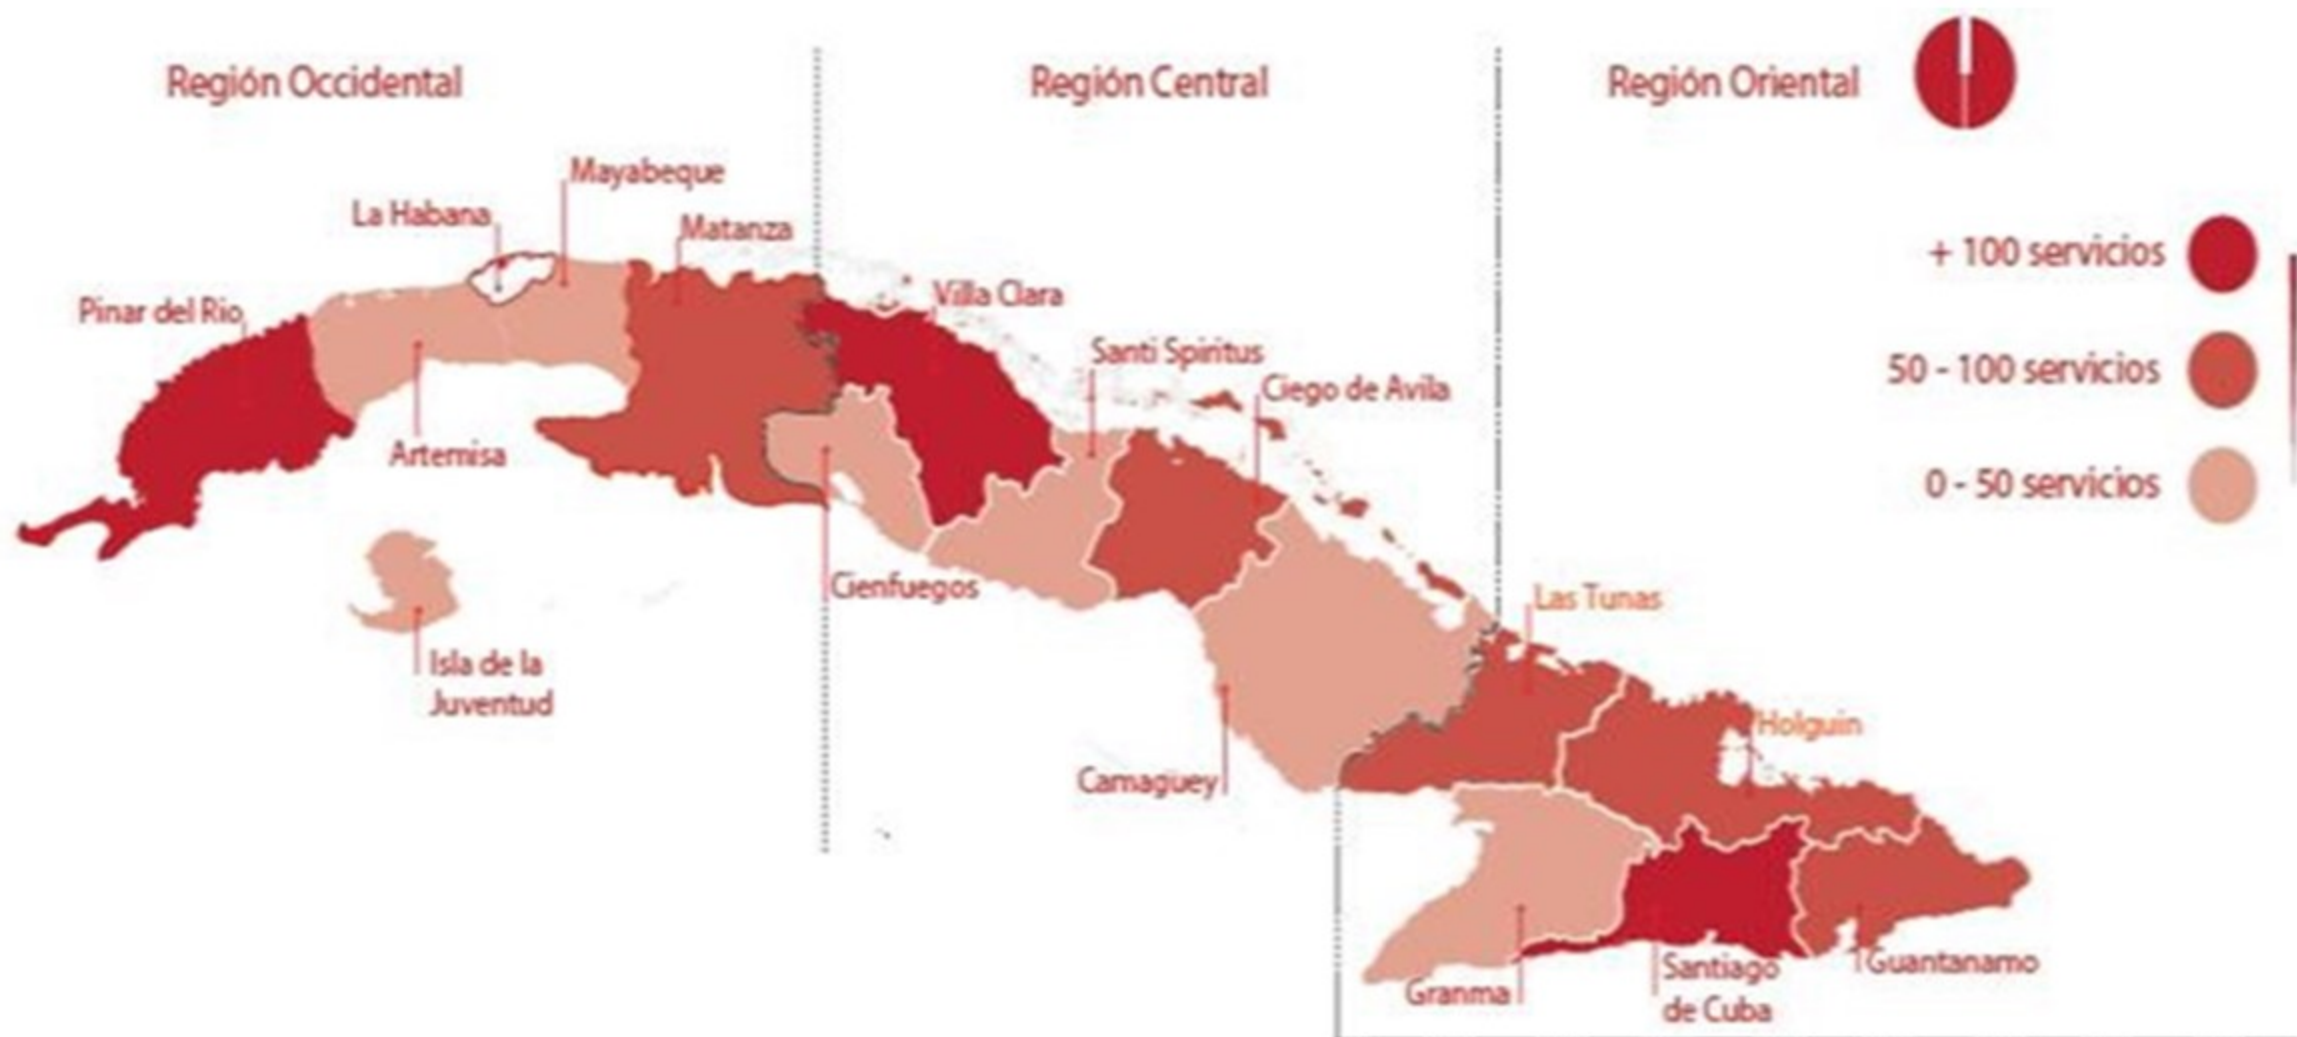 Región Occidental
Región Central
Región Oriental
Mayabeque
La Habana
Matanza
Pinar del Rio
Villa Clara
Santi Spiritus
Ciego de Avila
Artemisa
Cienfuegos
Isla de la
Juventud
Las Tunas
Holguin
Camaguey
Granma
Santiago
de Cuba
Guantanamo
+ 100 servicios
50 - 100 servicios
0 - 50 servicios